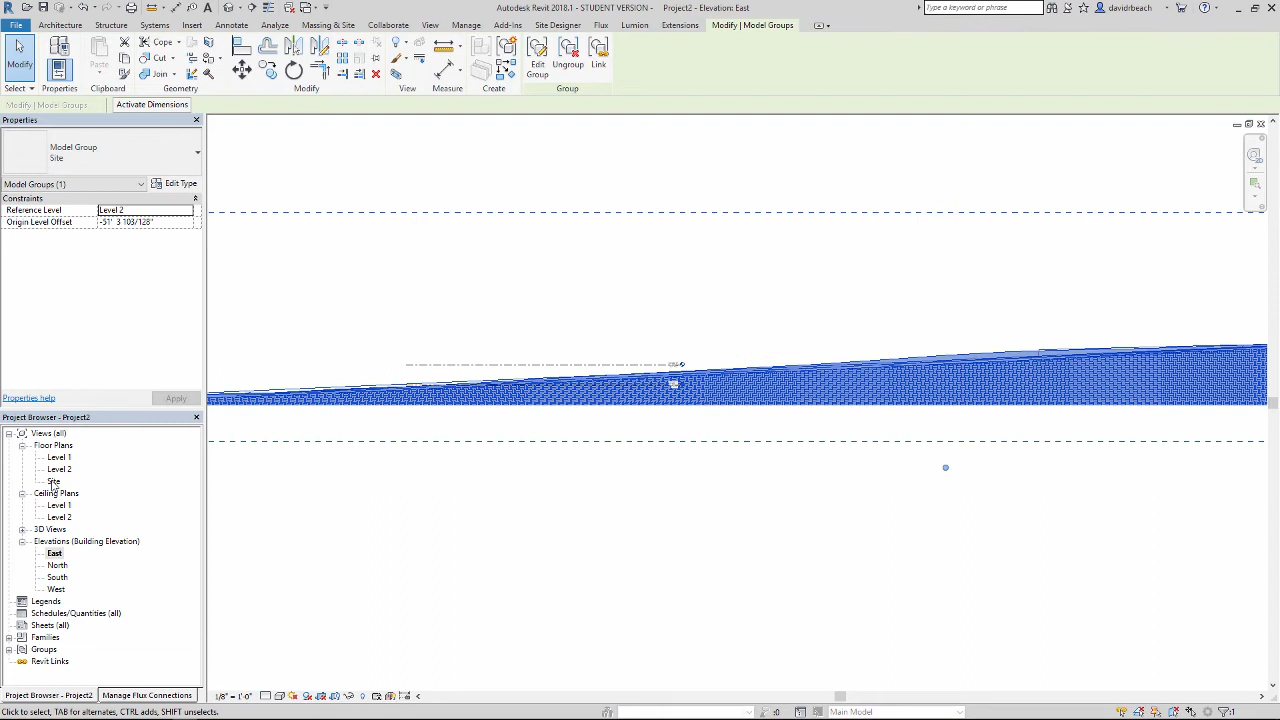 Autodesk Revit 2018.1 - STUDENT VERSION - Project2 - Elevation: East
Type a keyword or phrase
davidbeach
File Architecture Structure Systems Insert Annotate Analyze Massing & Site Collaborate View Manage Add-Ins Site Designer Flux Lumion Extensions Modify | Model Groups
Modify
Paste
Cope
Cut
Join
Edit Group
Ungroup
Link
Select
Properties
Clipboard
Geometry
Modify
View
Measure
Create
Group
Modify | Model Groups
Activate Dimensions
Properties
Model Group
Site
Model Groups (1)
Edit Type
Constraints
Reference Level Level 2
Origin Level Offset -51' 3 103/128"
Properties help
Apply
Project Browser - Project2
Views (all)
Floor Plans
Level 1
Level 2
Site
Ceiling Plans
Level 1
Level 2
3D Views
Elevations (Building Elevation)
East
North
South
West
Legends
Schedules/Quantities (all)
Sheets (all)
Families
Groups
Revit Links
Project Browser - Project2
Manage Flux Connections
1/8" = 1'-0"
Click to select, TAB for alternates, CTRL adds, SHIFT unselects.
:0
Main Model
:1